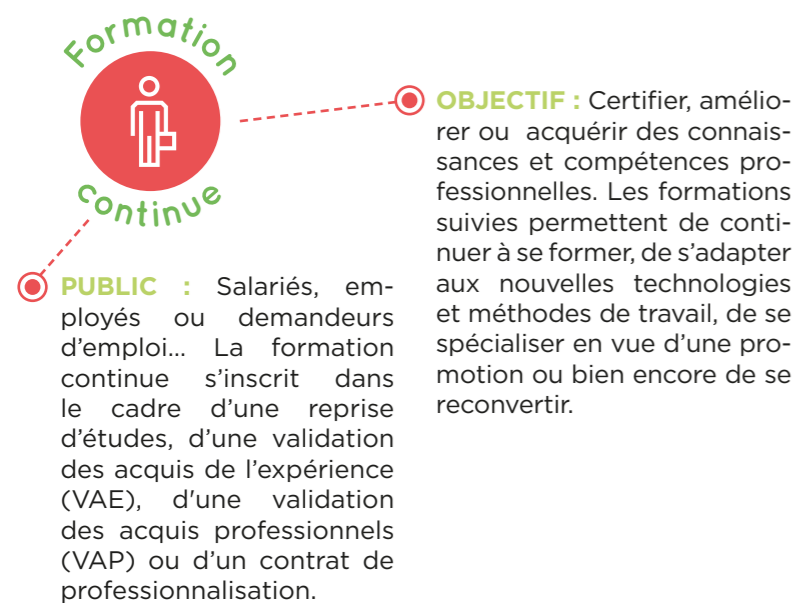 Formation
continue
OBJECTIF : Certifier, amélio-
rer ou acquérir des connais-
sances et compétences pro-
fessionnelles. Les formations
suivies permettent de conti-
nuer à se former, de s’adapter
aux nouvelles technologies
et méthodes de travail, de se
spécialiser en vue d’une pro-
motion ou bien encore de se
reconvertir.
PUBLIC : Salariés, em-
ployés ou demandeurs
d’emploi... La formation
continue s’inscrit dans
le cadre d’une reprise
d’études, d’une validation
des acquis de l’expérience
(VAE), d'une validation
des acquis professionnels
(VAP) ou d’un contrat de
professionnalisation.